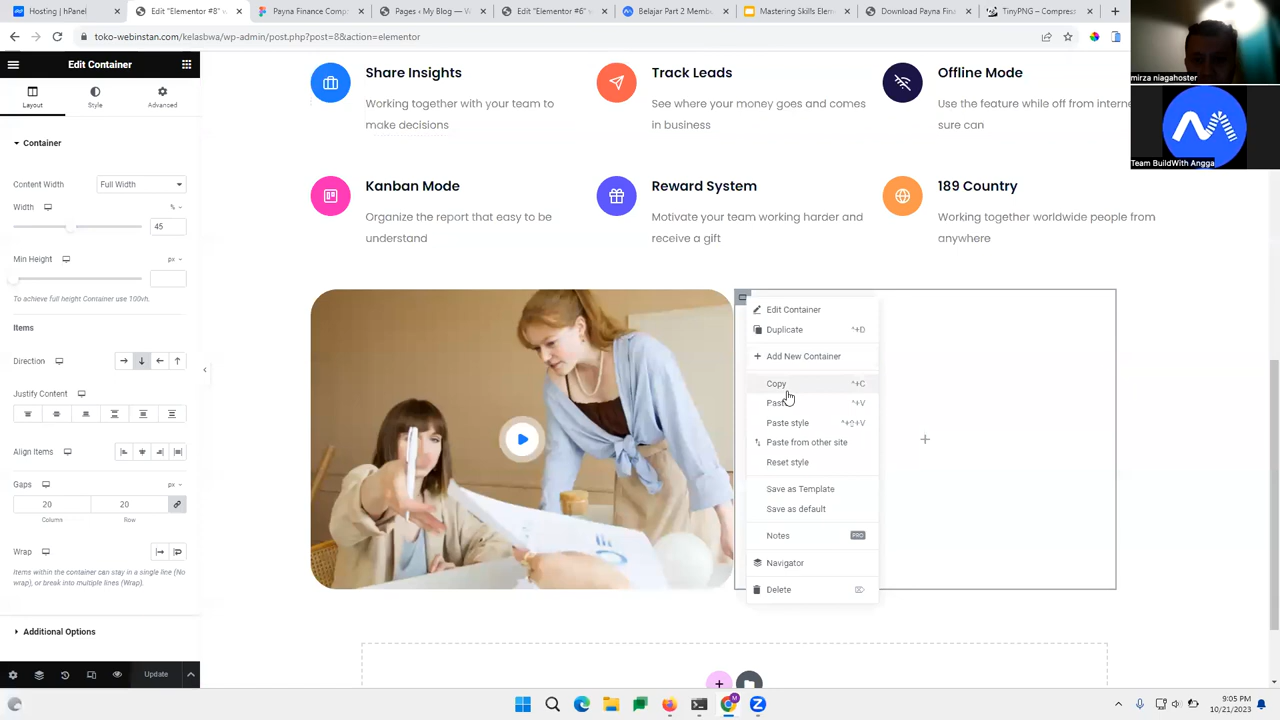 Hosting | hPanel
Edit "Elementor #8" wi
Payna Finance Comp
Pages ‹ My Blog — W
Edit "Elementor #6" w
Belajar Part 2 Membu
Mastering Skills Elem
Download Payna Fina
TinyPNG – Compress
toko-webinstan.com/kelasbwa/wp-admin/post.php?post=8&action=elementor
mirza niagahoster
Team BuildWith Angga
Edit Container
Layout
Style
Advanced
Container
Content Width
Full Width
Width
%
45
Min Height
px
To achieve full height Container use 100vh.
Items
Direction
Justify Content
Align Items
Gaps
px
20
20
Column
Row
Wrap
Items within the container can stay in a single line (No
wrap), or break into multiple lines (Wrap).
Additional Options
Update
Share Insights
Working together with your team to
make decisions
Track Leads
See where your money goes and comes
in business
Offline Mode
Use the feature while off from interne
sure can
Kanban Mode
Organize the report that easy to be
understand
Reward System
Motivate your team working harder and
receive a gift
189 Country
Working together worldwide people from
anywhere
Edit Container
Duplicate ^+D
Add New Container
Copy ^+C
Past ^+V
Paste style ^+⇧+V
Paste from other site
Reset style
Save as Template
Save as default
Notes PRO
Navigator
Delete
9:05 PM
10/21/2023